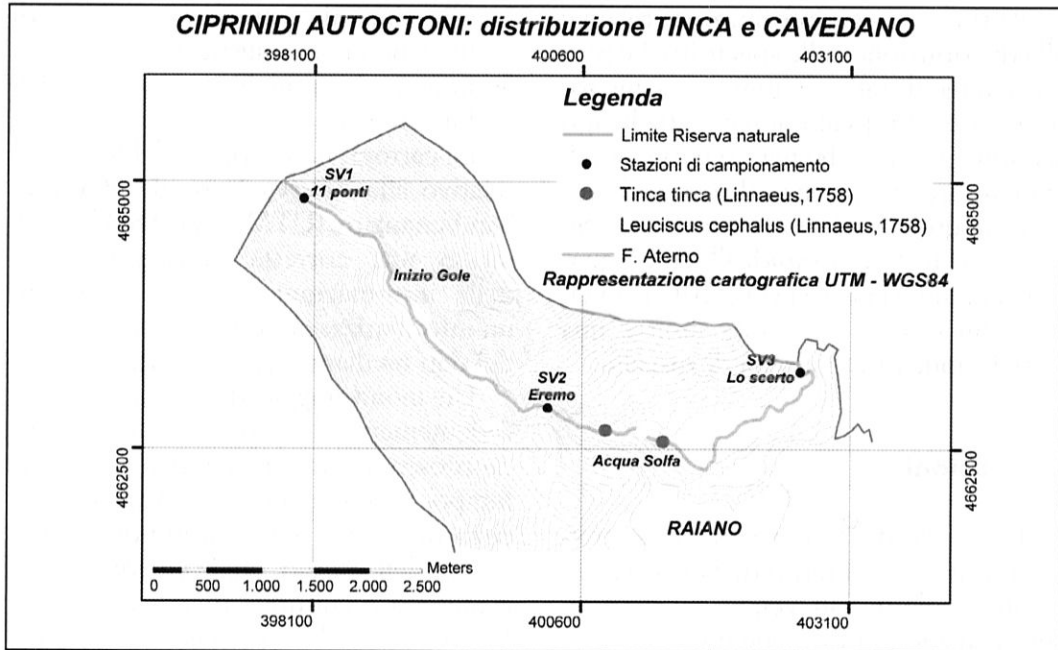 CIPRINIDI AUTOCTONI: distribuzione TINCA e CAVEDANO
398100 400600 403100
Legenda
Limite Riserva naturale
Stazioni di campionamento
Tinca tinca (Linnaeus,1758)
Leuciscus cephalus (Linnaeus,1758)
F. Aterno
Rappresentazione cartografica UTM - WGS84
4665000
4665000
SV1
11 ponti
Inizio Gole
SV2
Eremo
SV3
Lo scerto
Acqua Solfa
4662500
4662500
RAIANO
Meters
0 500 1.000 1.500 2.000 2.500
398100 400600 403100